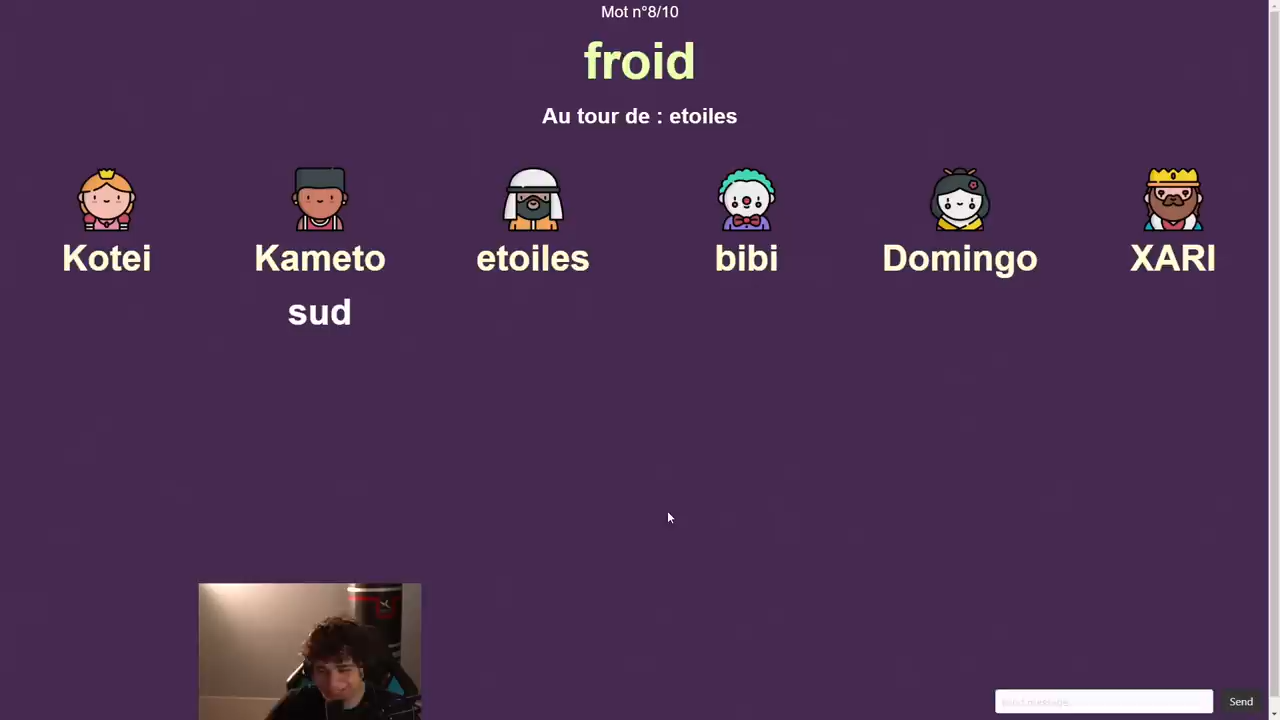 Mot n°8/10
froid
Au tour de : etoiles
Kotei
Kameto
etoiles
bibi
Domingo
XARI
sud
Send